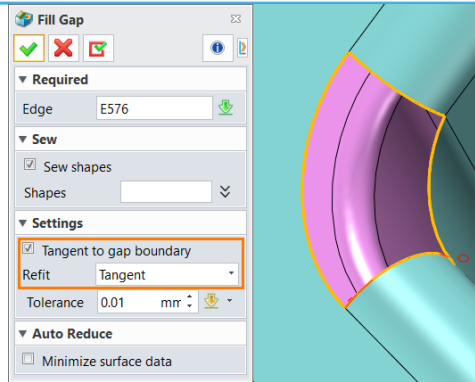 Fill Gap
Required
Edge E576
Sew
Sew shapes
Shapes
Settings
Tangent to gap boundary
Refit Tangent
Tolerance 0.01 mm
Auto Reduce
Minimize surface data